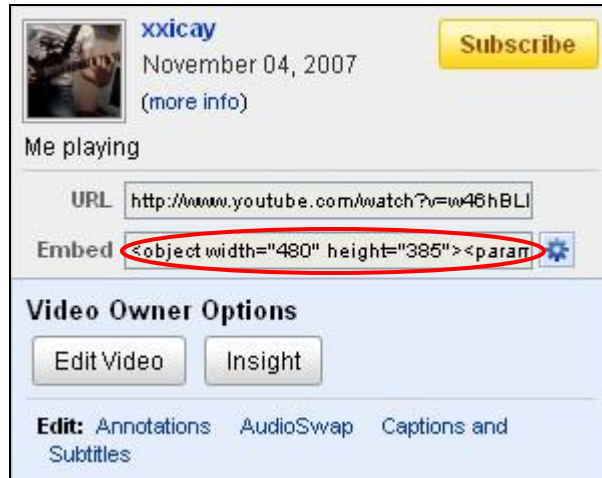 xxicay
Subscribe
November 04, 2007
(more info)
Me playing
URL http://www.youtube.com/watch?v=w46hBLI
Embed <object width="480" height="385"><param
Video Owner Options
Edit Video Insight
Edit: Annotations AudioSwap Captions and
Subtitles